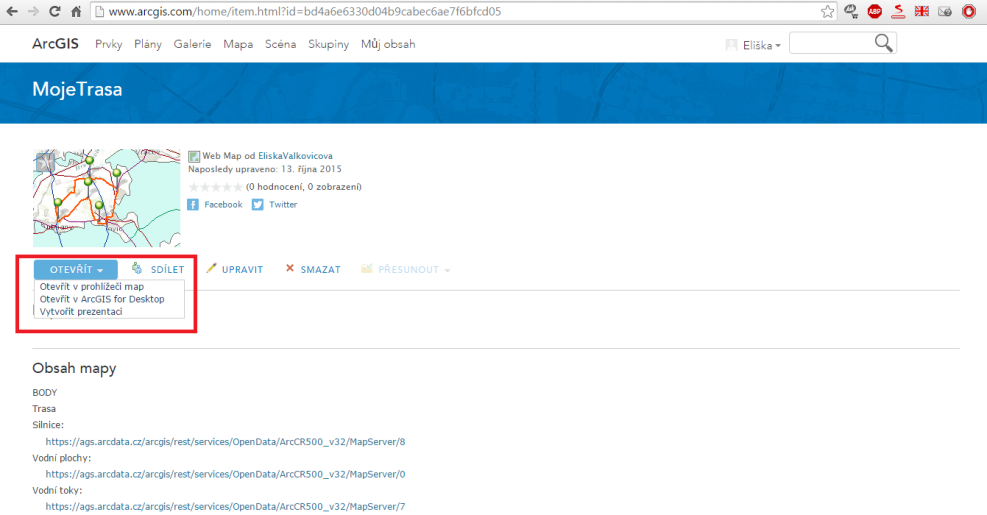 www.arcgis.com/home/item.html?id=bd4a6e6330d04b9cabec6ae7f6bfcd05
ABP
ArcGIS Prvky Plány Galerie Mapa Scéna Skupiny Můj obsah Eliška
MojeTrasa
Web Map od EliskaValkovicova
Naposledy upraveno: 13. října 2015
(0 hodnocení, 0 zobrazení)
Facebook Twitter
OTEVŘÍT SDÍLET UPRAVIT SMAZAT PŘESUNOUT
Otevřít v prohlížeči map
Otevřít v ArcGIS for Desktop
Vytvořit prezentaci
Obsah mapy
BODY
Trasa
Silnice:
https://ags.arcdata.cz/arcgis/rest/services/OpenData/ArcCR500_v32/MapServer/8
Vodní plochy:
https://ags.arcdata.cz/arcgis/rest/services/OpenData/ArcCR500_v32/MapServer/0
Vodní toky:
https://ags.arcdata.cz/arcgis/rest/services/OpenData/ArcCR500_v32/MapServer/7